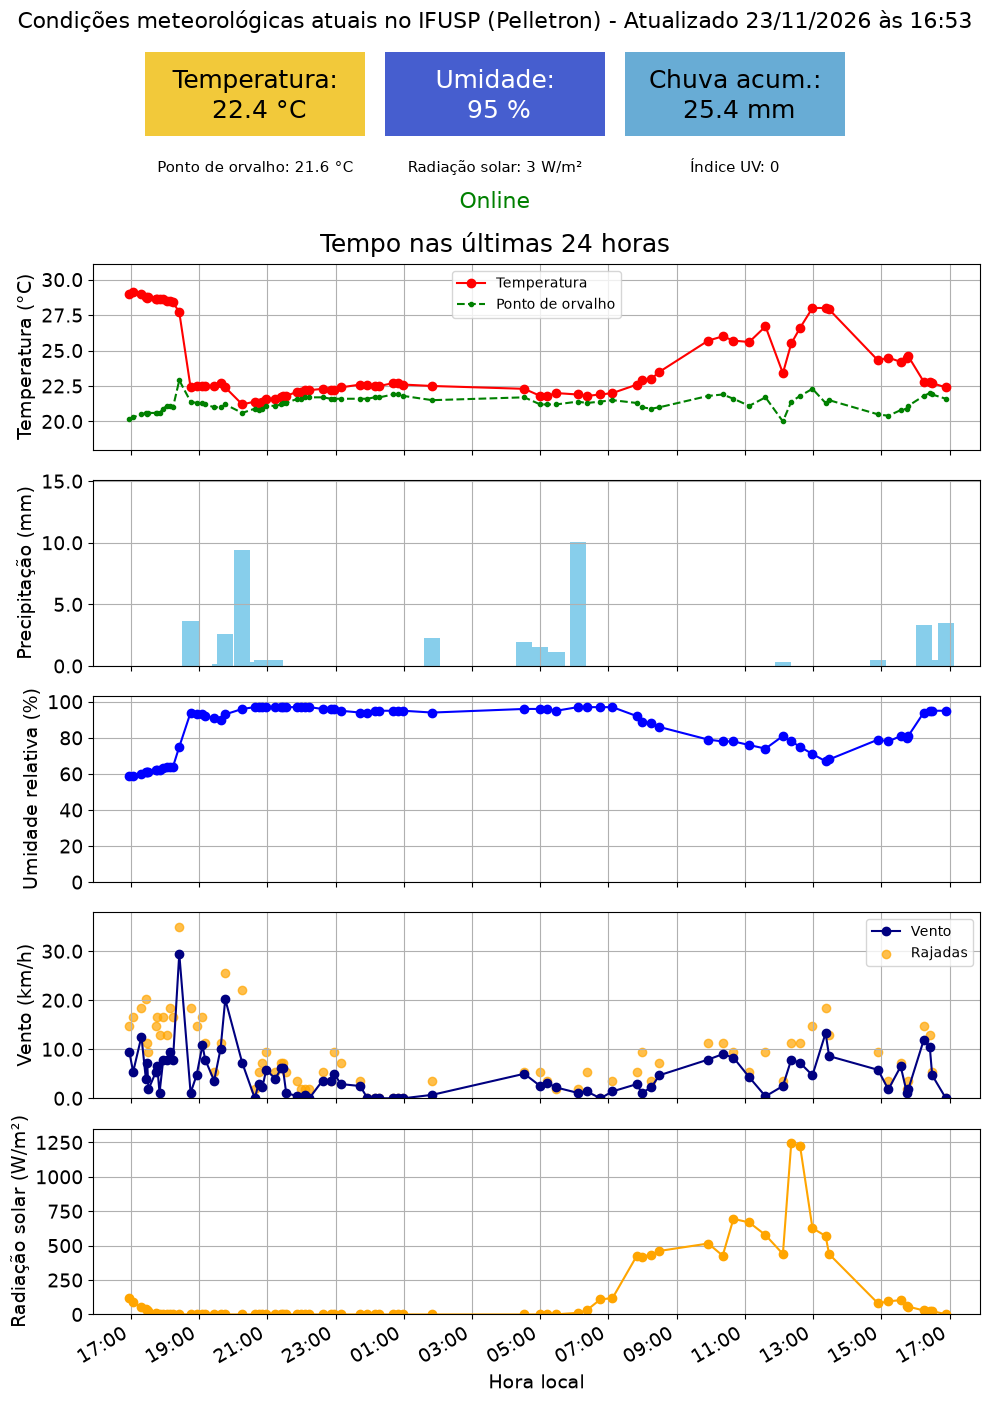 Condições meteorológicas atuais no IFUSP (Pelletron) - Atualizado 23/11/2026 às 16:53
Temperatura:
22.4 °C
Umidade:
95 %
Chuva acum.:
25.4 mm
Ponto de orvalho: 21.6 °C
Radiação solar: 3 W/m²
Índice UV: 0
Online
Tempo nas últimas 24 horas
Temperatura (°C)
30.0
27.5
25.0
22.5
20.0
Temperatura
Ponto de orvalho
Precipitação (mm)
15.0
10.0
5.0
0.0
Umidade relativa (%)
100
80
60
40
20
0
Vento (km/h)
30.0
20.0
10.0
0.0
Vento
Rajadas
Radiação solar (W/m²)
1250
1000
750
500
250
0
17:00
19:00
21:00
23:00
01:00
03:00
05:00
07:00
09:00
11:00
13:00
15:00
17:00
Hora local